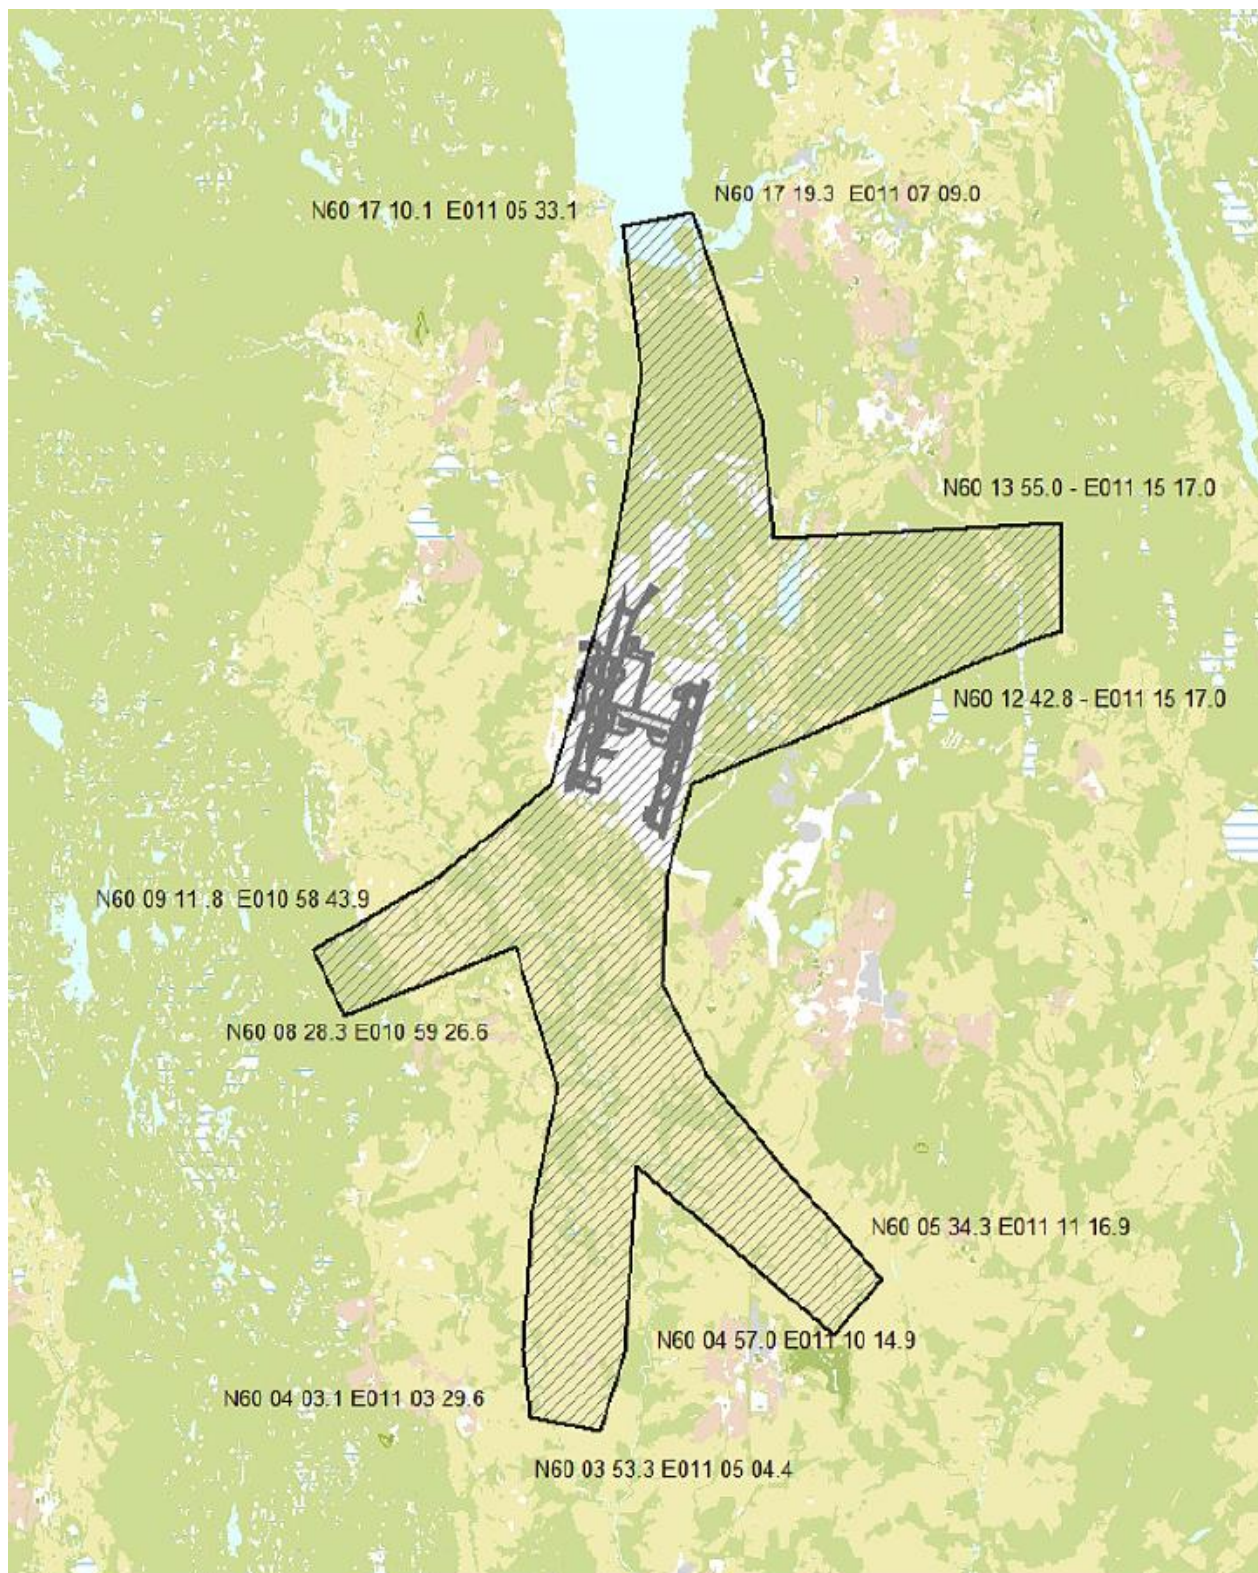 N60 17 19.3 E011 07 09.0
N60 17 10.1 E011 05 33.1
N60 13 55.0 - E011 15 17.0
N60 12 42.8 - E011 15 17.0
N60 09 11.8 E010 58 43.9
N60 08 28.3 E010 59 26.6
N60 05 34.3 E011 11 16.9
N60 04 57.0 E011 10 14.9
N60 04 03.1 E011 03 29.6
N60 03 53.3 E011 05 04.4